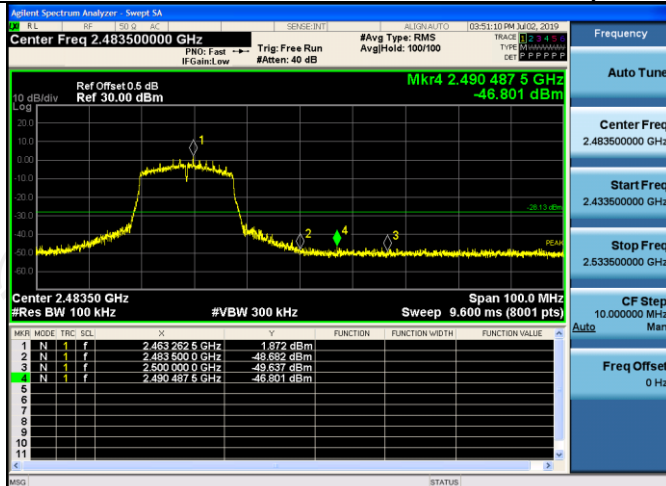 Agilent Spectrum Analyzer - Swept SA
RL RF 50 Ω AC SENSE:INT ALIGNAUTO 03:51:10 PM Jul 02, 2019
Center Freq 2.483500000 GHz
PNO: Fast
IFGain:Low
Trig: Free Run
#Atten: 40 dB
#Avg Type: RMS
Avg|Hold: 100/100
TRACE 1 2 3 4 5 6
TYPE M
DET P P P P P P
Ref Offset 0.5 dB
Ref 30.00 dBm
10 dB/div
Log
Mkr4 2.490 487 5 GHz
-46.801 dBm
20.0
10.0
0.00
-10.0
-20.0
-30.0
-40.0
-50.0
-60.0
1
2
4
3
-28.13 dBm
PEAK
Center 2.48350 GHz
Span 100.0 MHz
#Res BW 100 kHz
#VBW 300 kHz
Sweep 9.600 ms (8001 pts)
MKR MODE TRC SCL X Y FUNCTION FUNCTION WIDTH FUNCTION VALUE
1 N 1 f 2.463 262 5 GHz 1.872 dBm
2 N 1 f 2.483 500 0 GHz -48.682 dBm
3 N 1 f 2.500 000 0 GHz -49.637 dBm
4 N 1 f 2.490 487 5 GHz -46.801 dBm
5
6
7
8
9
10
11
MSG
STATUS
Frequency
Auto Tune
Center Freq
2.483500000 GHz
Start Freq
2.433500000 GHz
Stop Freq
2.533500000 GHz
CF Step
10.000000 MHz
Auto Man
Freq Offset
0 Hz